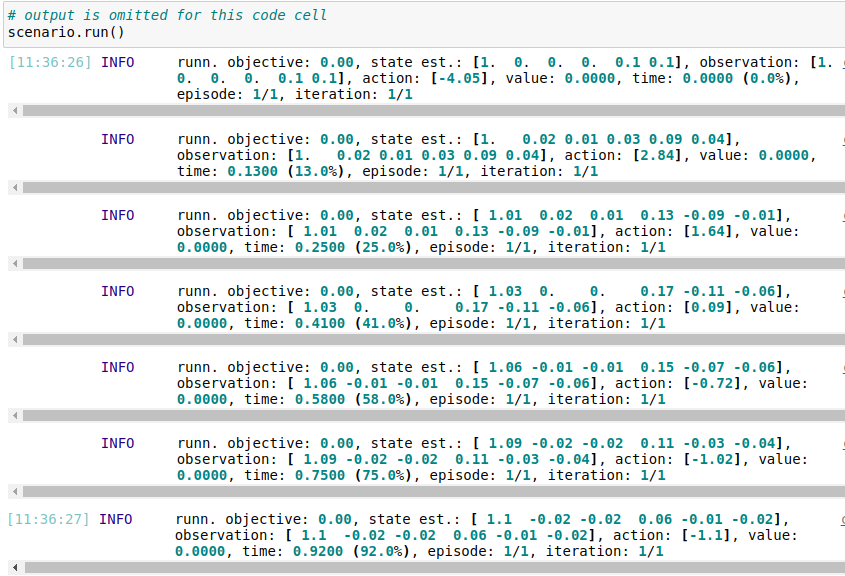 # output is omitted for this code cell
scenario.run()
[11:36:26] INFO runn. objective: 0.00, state est.: [1. 0. 0. 0. 0.1 0.1], observation: [1.
0. 0. 0. 0.1 0.1], action: [-4.05], value: 0.0000, time: 0.0000 (0.0%),
episode: 1/1, iteration: 1/1
INFO runn. objective: 0.00, state est.: [1. 0.02 0.01 0.03 0.09 0.04],
observation: [1. 0.02 0.01 0.03 0.09 0.04], action: [2.84], value: 0.0000,
time: 0.1300 (13.0%), episode: 1/1, iteration: 1/1
INFO runn. objective: 0.00, state est.: [ 1.01 0.02 0.01 0.13 -0.09 -0.01],
observation: [ 1.01 0.02 0.01 0.13 -0.09 -0.01], action: [1.64], value:
0.0000, time: 0.2500 (25.0%), episode: 1/1, iteration: 1/1
INFO runn. objective: 0.00, state est.: [ 1.03 0. 0. 0.17 -0.11 -0.06],
observation: [ 1.03 0. 0. 0.17 -0.11 -0.06], action: [0.09], value:
0.0000, time: 0.4100 (41.0%), episode: 1/1, iteration: 1/1
INFO runn. objective: 0.00, state est.: [ 1.06 -0.01 -0.01 0.15 -0.07 -0.06],
observation: [ 1.06 -0.01 -0.01 0.15 -0.07 -0.06], action: [-0.72], value:
0.0000, time: 0.5800 (58.0%), episode: 1/1, iteration: 1/1
INFO runn. objective: 0.00, state est.: [ 1.09 -0.02 -0.02 0.11 -0.03 -0.04],
observation: [ 1.09 -0.02 -0.02 0.11 -0.03 -0.04], action: [-1.02], value:
0.0000, time: 0.7500 (75.0%), episode: 1/1, iteration: 1/1
[11:36:27] INFO runn. objective: 0.00, state est.: [ 1.1 -0.02 -0.02 0.06 -0.01 -0.02],
observation: [ 1.1 -0.02 -0.02 0.06 -0.01 -0.02], action: [-1.1], value:
0.0000, time: 0.9200 (92.0%), episode: 1/1, iteration: 1/1